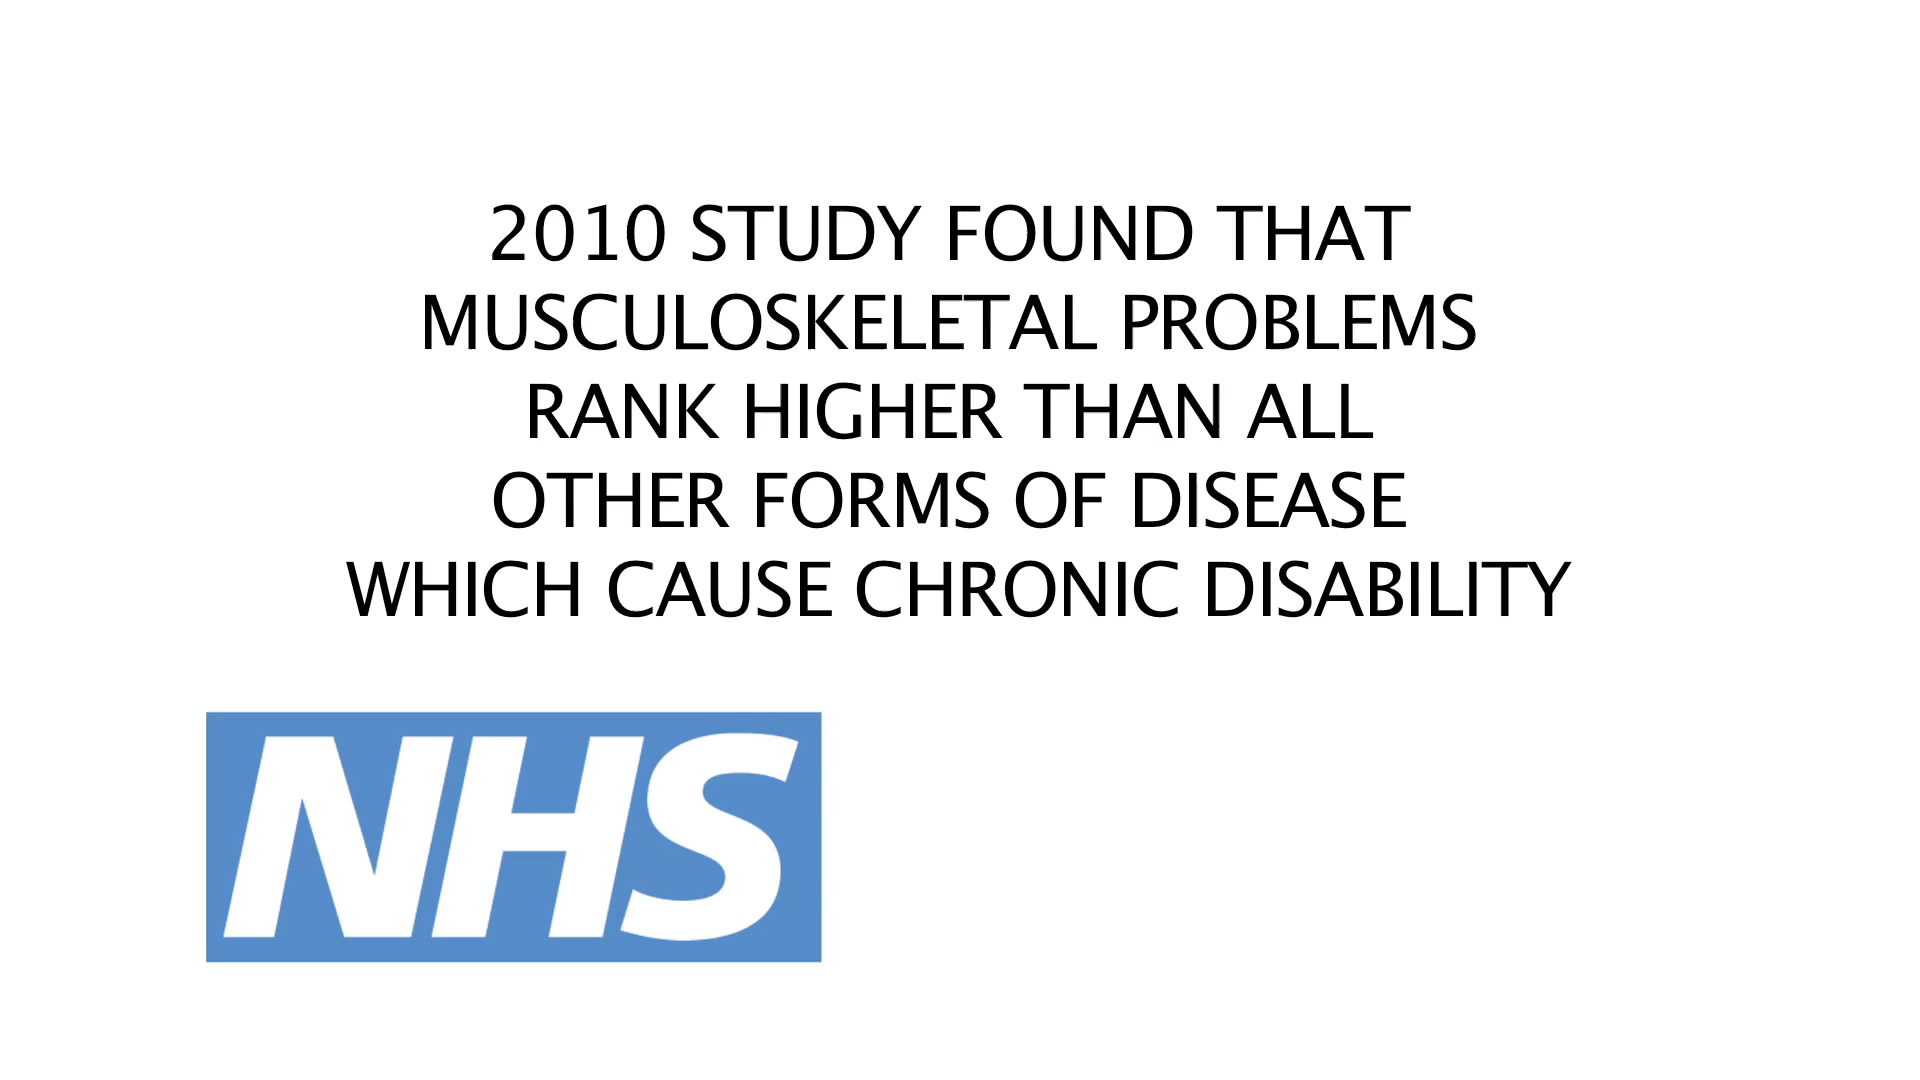 2010 STUDY FOUND THAT
MUSCULOSKELETAL PROBLEMS
RANK HIGHER THAN ALL
OTHER FORMS OF DISEASE
WHICH CAUSE CHRONIC DISABILITY
NHS